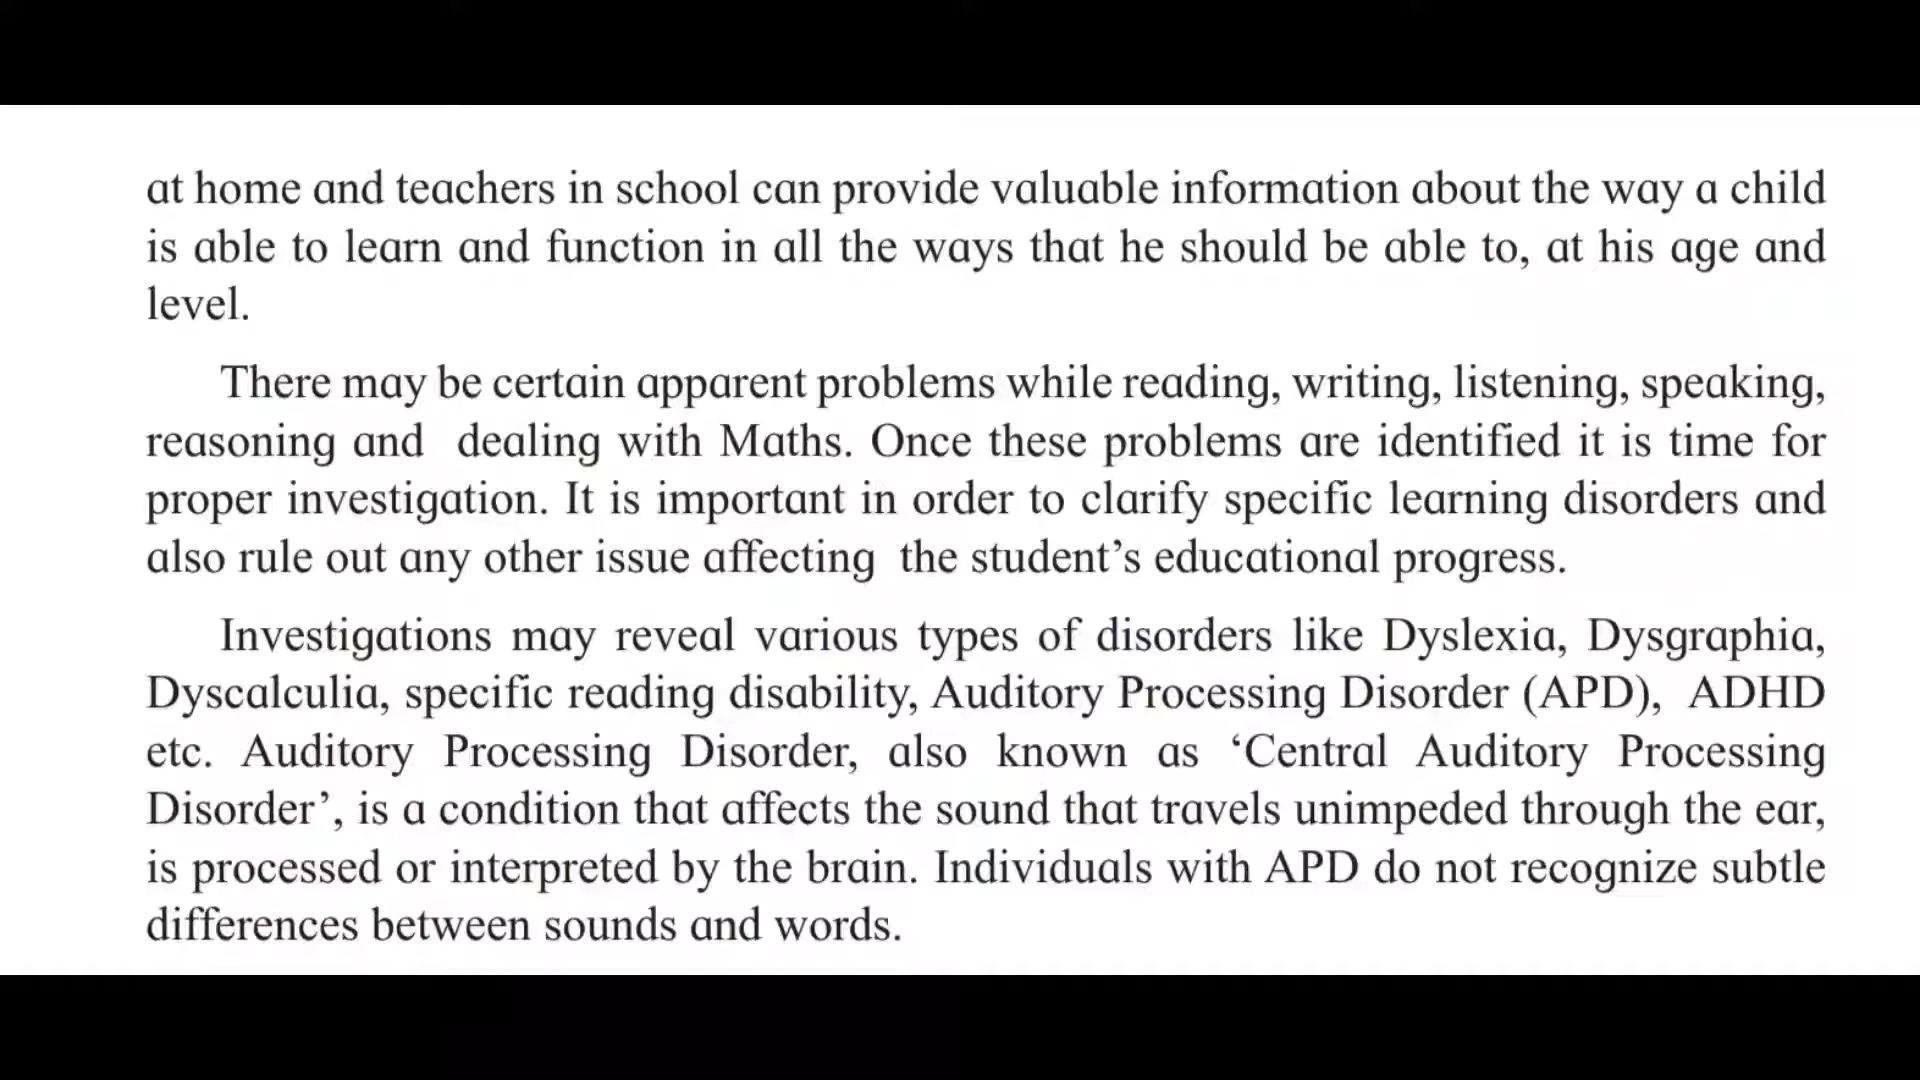 at home and teachers in school can provide valuable information about the way a child
is able to learn and function in all the ways that he should be able to, at his age and
level.
There may be certain apparent problems while reading, writing, listening, speaking,
reasoning and dealing with Maths. Once these problems are identified it is time for
proper investigation. It is important in order to clarify specific learning disorders and
also rule out any other issue affecting the student’s educational progress.
Investigations may reveal various types of disorders like Dyslexia, Dysgraphia,
Dyscalculia, specific reading disability, Auditory Processing Disorder (APD), ADHD
etc. Auditory Processing Disorder, also known as ‘Central Auditory Processing
Disorder’, is a condition that affects the sound that travels unimpeded through the ear,
is processed or interpreted by the brain. Individuals with APD do not recognize subtle
differences between sounds and words.